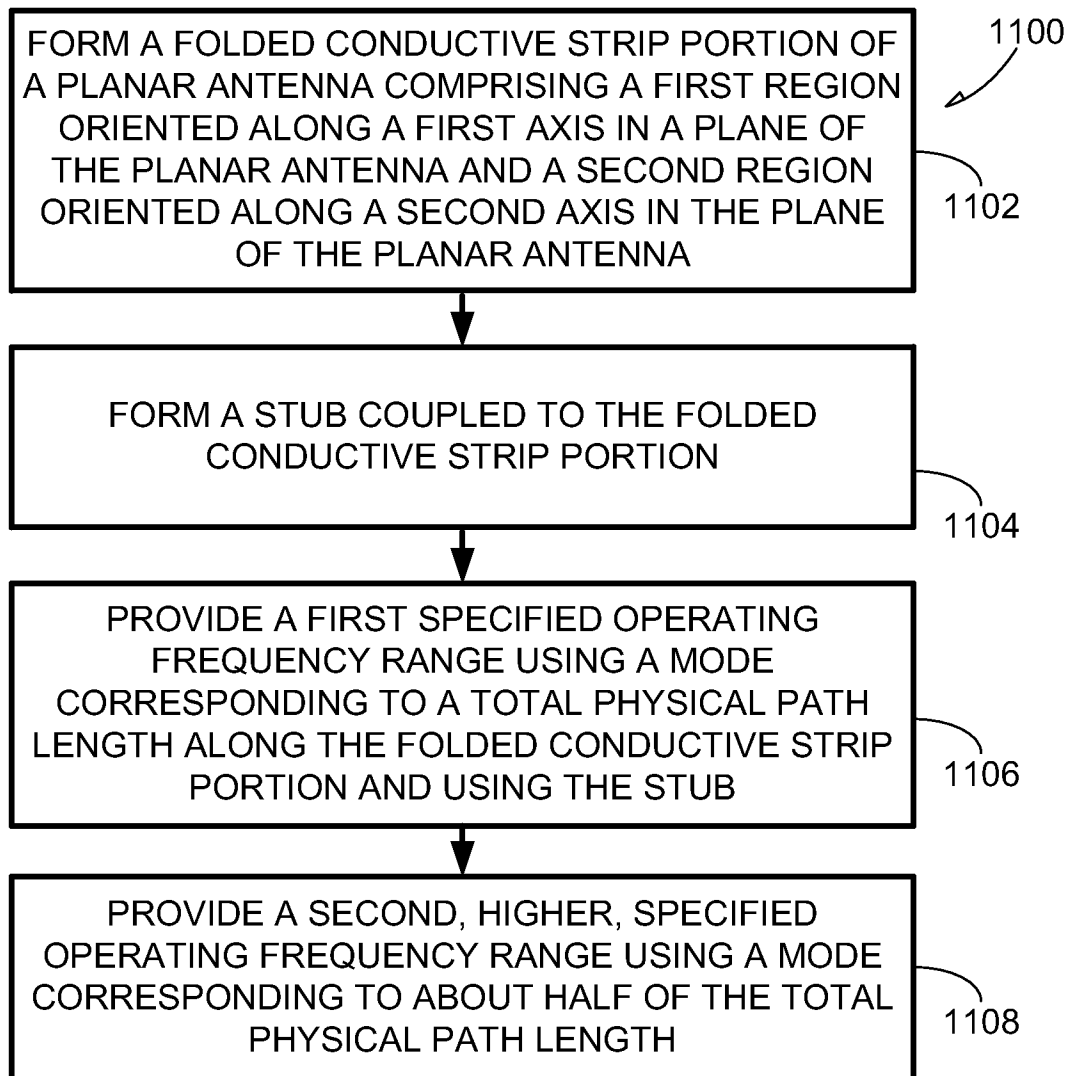 1100
FORM A FOLDED CONDUCTIVE STRIP PORTION OF
A PLANAR ANTENNA COMPRISING A FIRST REGION
ORIENTED ALONG A FIRST AXIS IN A PLANE OF
THE PLANAR ANTENNA AND A SECOND REGION
ORIENTED ALONG A SECOND AXIS IN THE PLANE
OF THE PLANAR ANTENNA
1102
FORM A STUB COUPLED TO THE FOLDED
CONDUCTIVE STRIP PORTION
1104
PROVIDE A FIRST SPECIFIED OPERATING
FREQUENCY RANGE USING A MODE
CORRESPONDING TO A TOTAL PHYSICAL PATH
LENGTH ALONG THE FOLDED CONDUCTIVE STRIP
PORTION AND USING THE STUB
1106
PROVIDE A SECOND, HIGHER, SPECIFIED
OPERATING FREQUENCY RANGE USING A MODE
CORRESPONDING TO ABOUT HALF OF THE TOTAL
PHYSICAL PATH LENGTH
1108